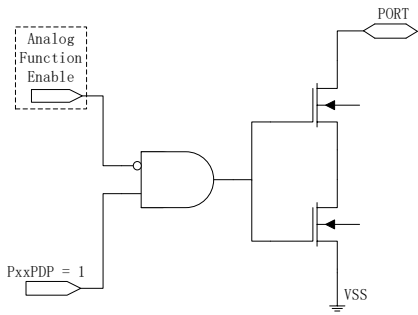 PORT
Analog
Function
Enable
PxxPDP = 1
VSS